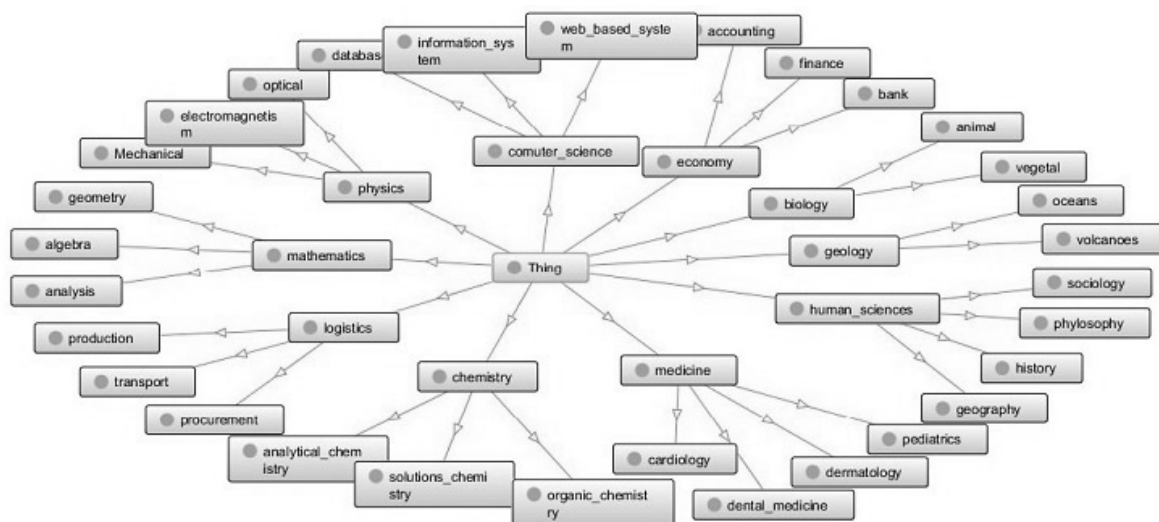 web_based_syste
m
accounting
information_sys
tem
database
finance
optical
bank
electromagnetis
m
animal
Mechanical
comuter_science
economy
vegetal
geometry
physics
biology
oceans
algebra
mathematics
Thing
geology
volcanoes
analysis
sociology
human_sciences
production
logistics
phylosophy
transport
chemistry
medicine
history
procurement
geography
pediatrics
analytical_chem
istry
cardiology
dermatology
solutions_chemi
stry
organic_chemist
ry
dental_medicine